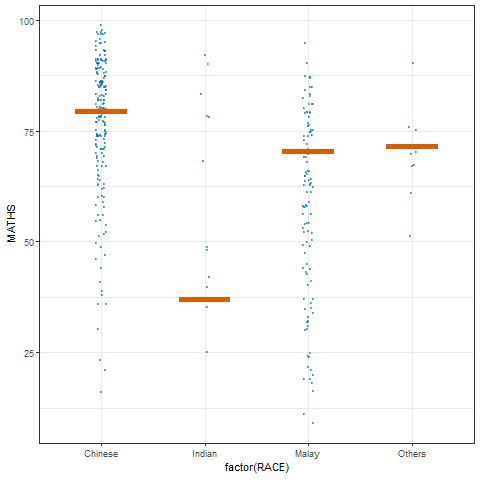 100
75
50
25
MATHS
Chinese
Indian
Malay
Others
factor(RACE)